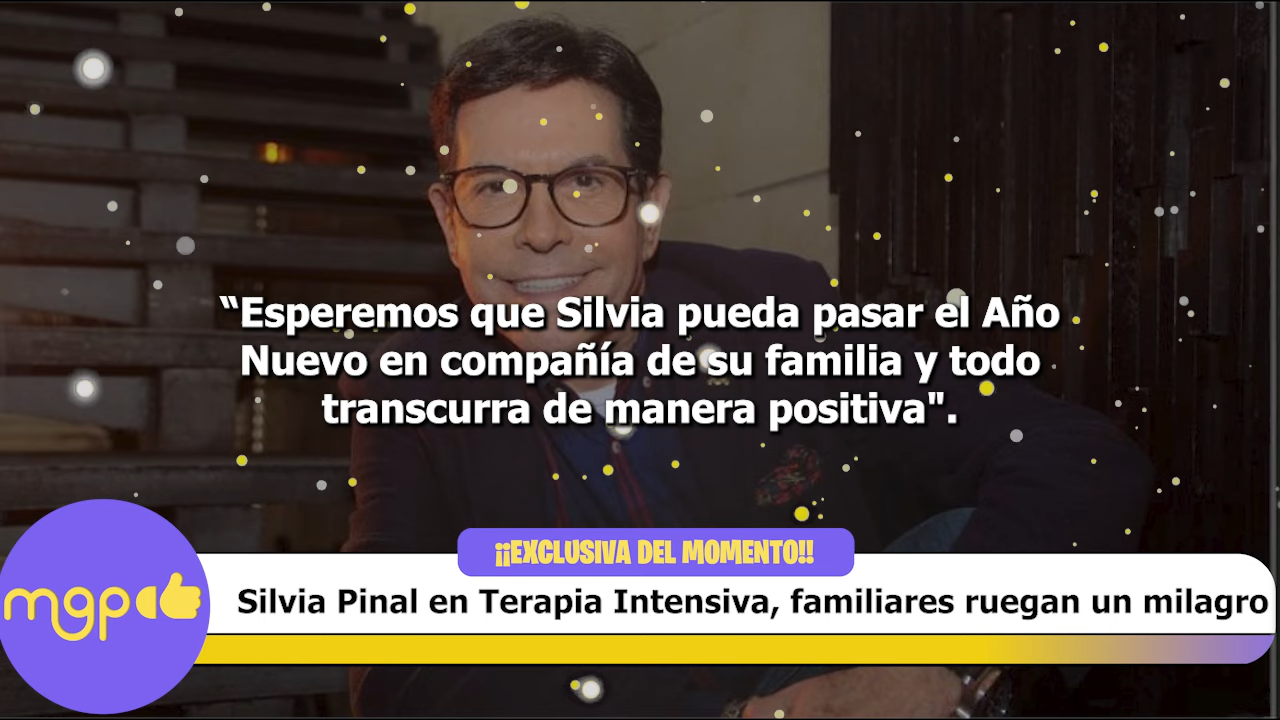 “Esperemos que Silvia pueda pasar el Año
Nuevo en compañía de su familia y todo
transcurra de manera positiva".
¡¡EXCLUSIVA DEL MOMENTO!!
mgp
Silvia Pinal en Terapia Intensiva, familiares ruegan un milagro